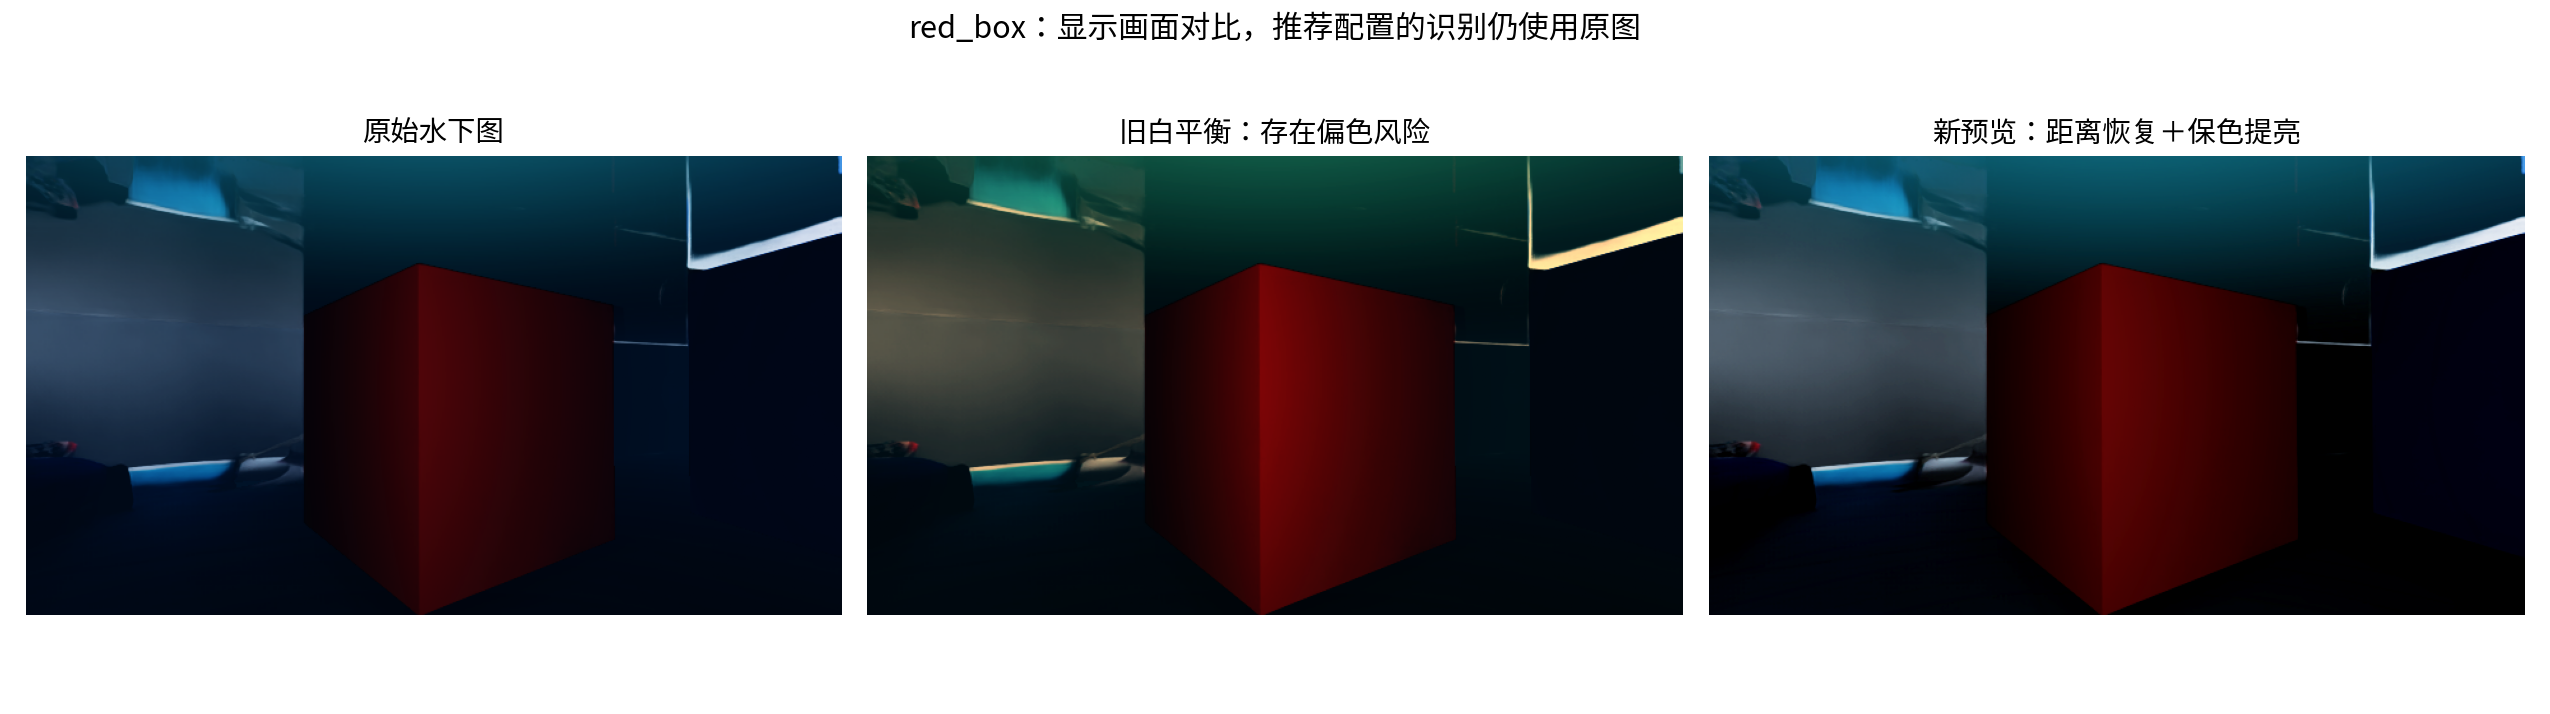 red_box：显示画面对比，推荐配置的识别仍使用原图
原始水下图
旧白平衡：存在偏色风险
新预览：距离恢复＋保色提亮